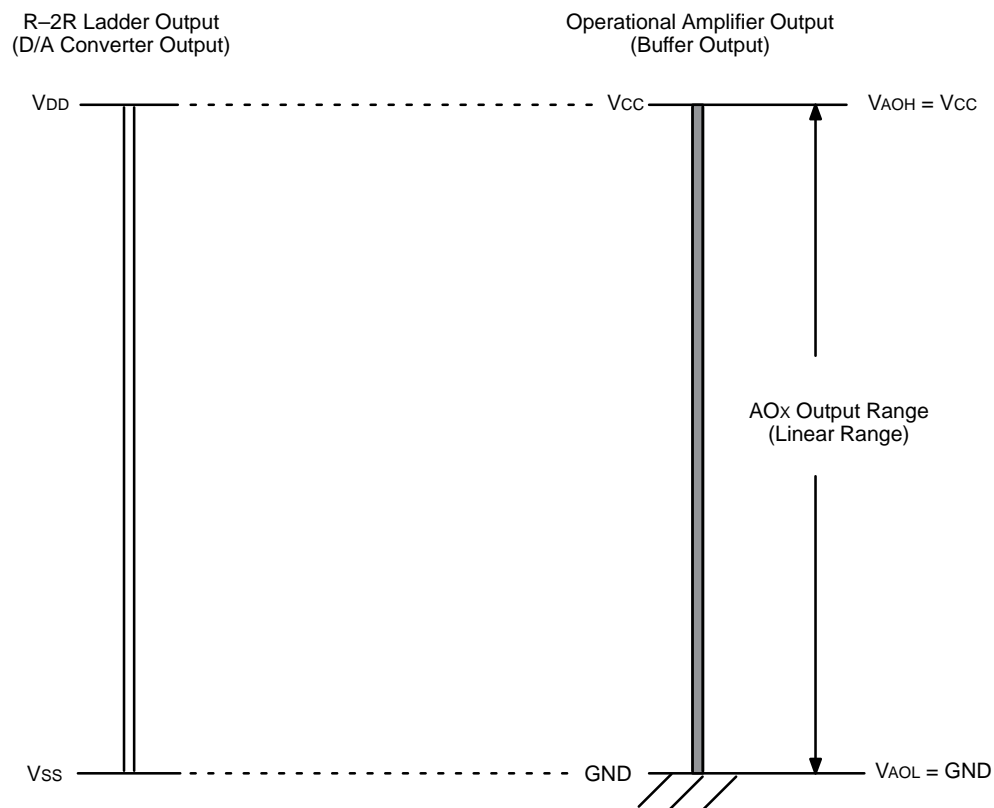 R–2R Ladder Output
(D/A Converter Output)
Operational Amplifier Output
(Buffer Output)
VDD
VCC
VAOH = VCC
AOx Output Range
(Linear Range)
VSS
GND
VAOL = GND